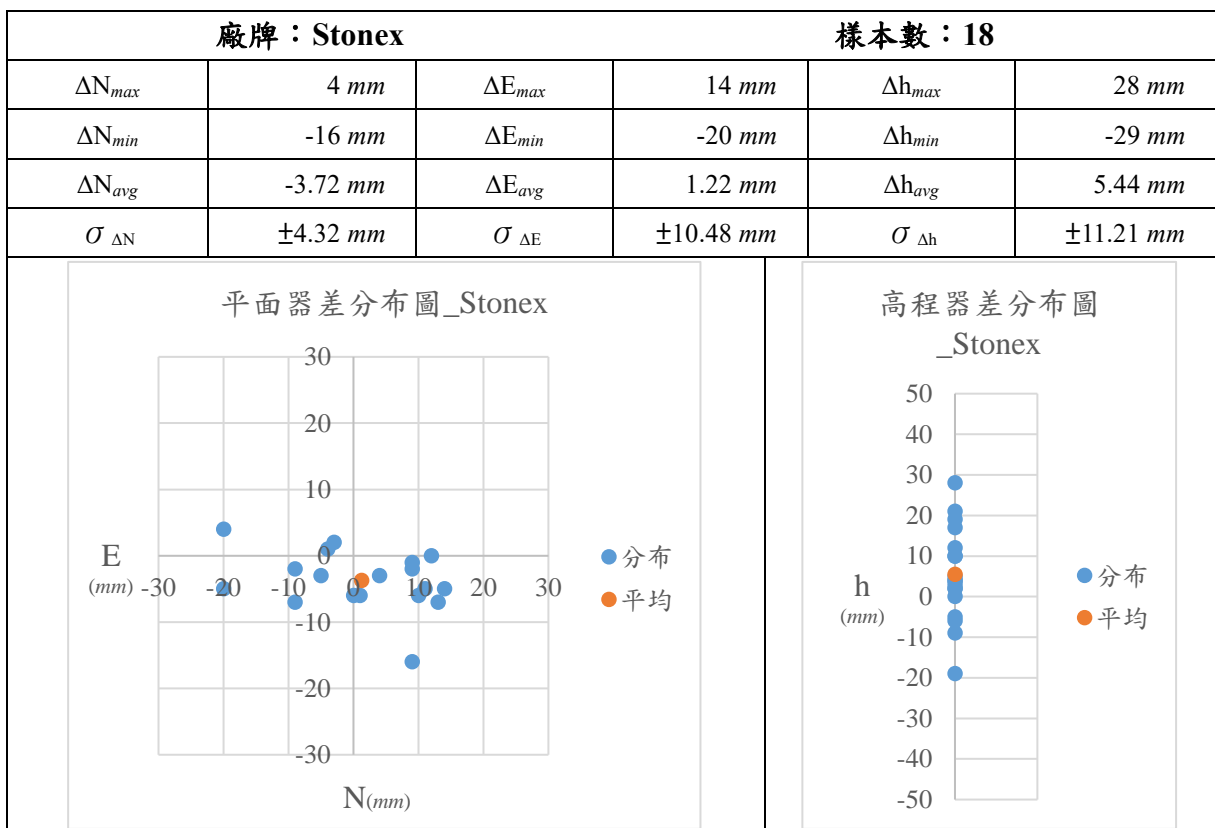 廠牌：Stonex 樣本數：18
ΔNmax 4 mm ΔEmax 14 mm Δhmax 28 mm
ΔNmin -16 mm ΔEmin -20 mm Δhmin -29 mm
ΔNavg -3.72 mm ΔEavg 1.22 mm Δhavg 5.44 mm
σ ΔN ±4.32 mm σ ΔE ±10.48 mm σ Δh ±11.21 mm
平面器差分布圖_Stonex
30
20
10
0
-10
-20
-30
-30 -20 -10 0 10 20 30
E
(mm)
N(mm)
分布
平均
高程器差分布圖
_Stonex
50
40
30
20
10
0
-10
-20
-30
-40
-50
h
(mm)
分布
平均